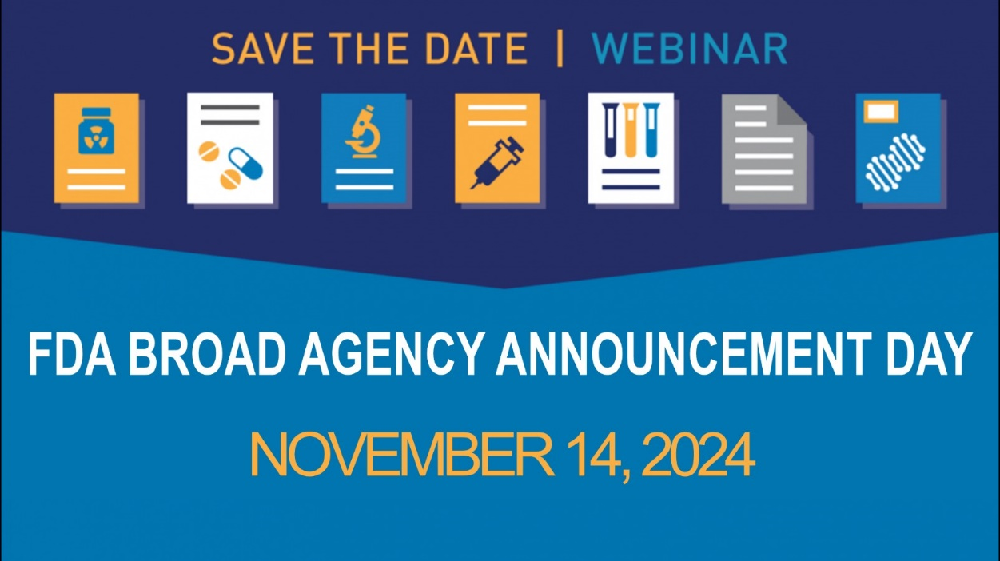 SAVE THE DATE | WEBINAR
FDA BROAD AGENCY ANNOUNCEMENT DAY
NOVEMBER 14, 2024